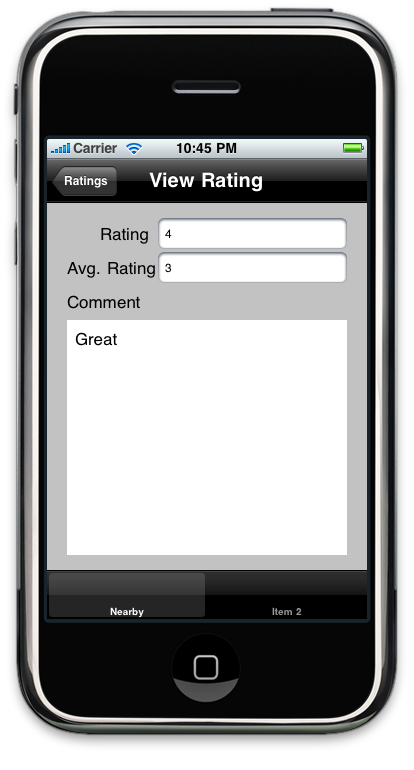 Carrier 10:45 PM
Ratings View Rating
Rating 4
Avg. Rating 3
Comment
Great
Nearby Item 2